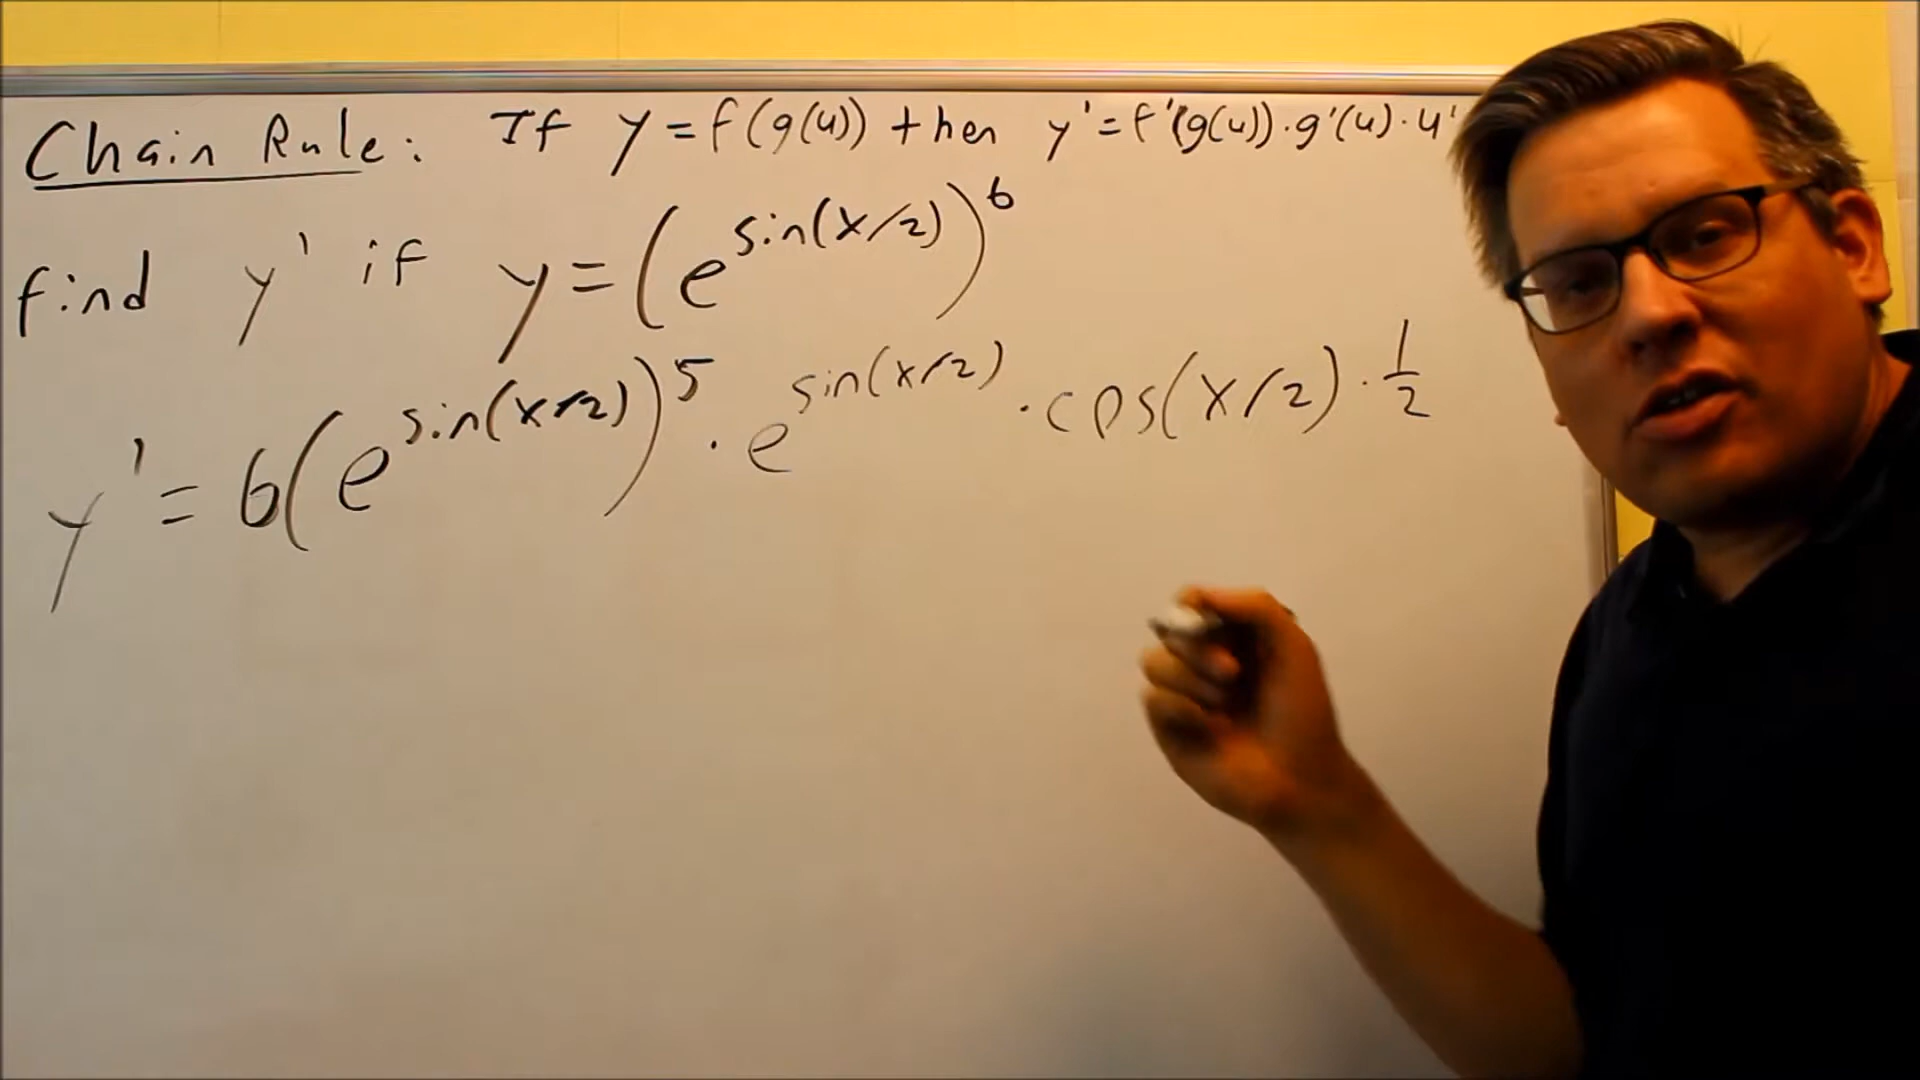 Chain Rule: If y = f(g(u)) then y' = f'(g(u)) · g'(u) · u'
find y' if y = (e^sin(x/2))^6
y' = 6(e^sin(x/2))^5 · e^sin(x/2) · cos(x/2) · 1/2